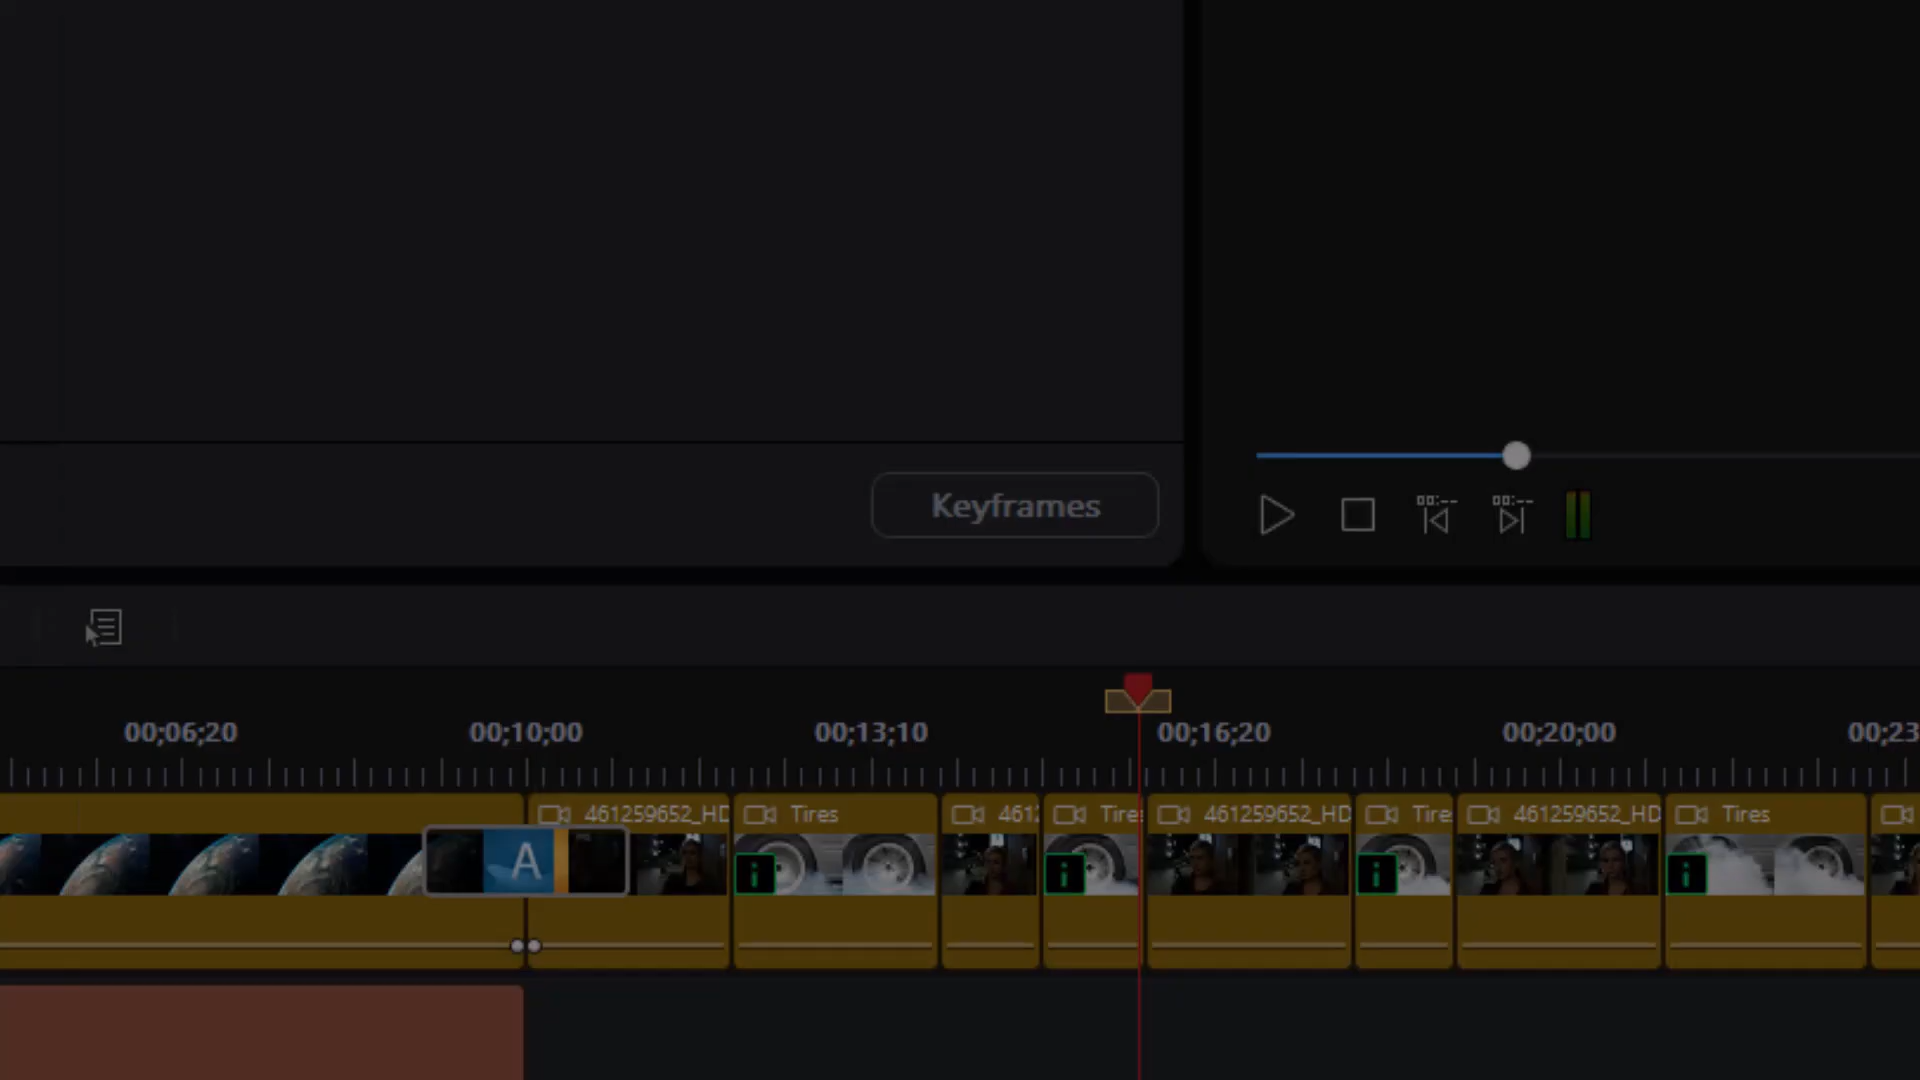 Keyframes
00;06;20 00;10;00 00;13;10 00;16;20 00;20;00 00;23
461259652_HD Tires 461 Tires 461259652_HD Tire 461259652_HD Tires
A
i i i i